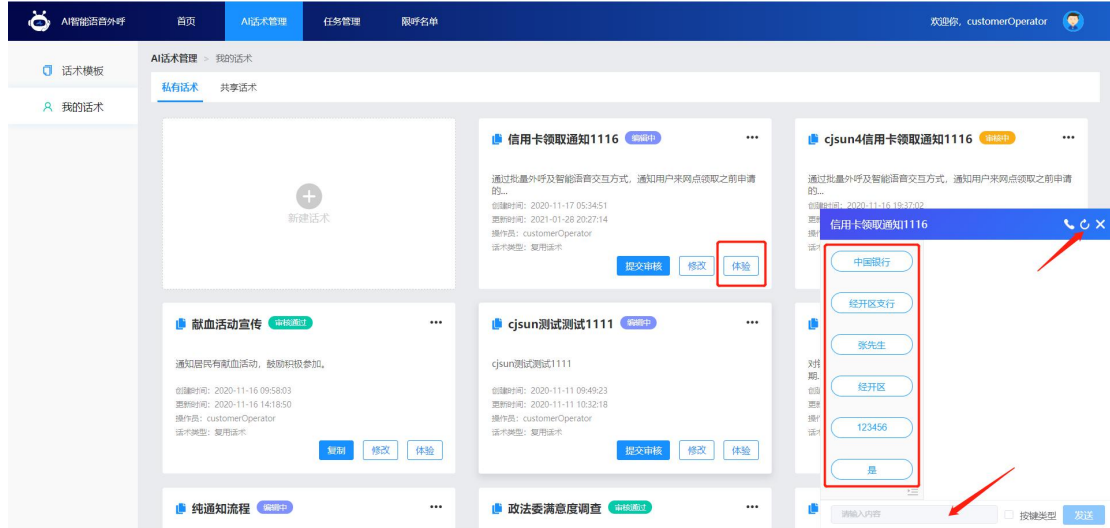 AI智能语音外呼
首页
AI话术管理
任务管理
限呼名单
欢迎你，customerOperator
话术模板
我的话术
AI话术管理 > 我的话术
私有话术 共享话术
新建话术
信用卡领取通知1116 编辑中
通过批量外呼及智能语音交互方式，通知用户来网点领取之前申请
的...
创建时间：2020-11-17 05:34:51
更新时间：2021-01-28 20:27:14
操作员：customerOperator
话术类型：复用话术
提交审核 修改 体验
cjsun4信用卡领取通知1116 审核中
通过批量外呼及智能语音交互方式，通知用户来网点领取之前申请
的...
创建时间：2020-11-16 19:37:02
献血活动宣传 审核通过
通知居民有献血活动，鼓励积极参加。
创建时间：2020-11-16 09:58:03
更新时间：2020-11-16 14:18:50
操作员：customerOperator
话术类型：复用话术
复制 修改 体验
cjsun测试测试1111 编辑中
cjsun测试测试1111
创建时间：2020-11-11 09:49:23
更新时间：2020-11-11 10:32:18
操作员：customerOperator
话术类型：复用话术
提交审核 修改 体验
纯通知流程 编辑中
政法委满意度调查 审核通过
信用卡领取通知1116
中国银行
经开区支行
张先生
经开区
123456
是
请输入内容
按键类型 发送